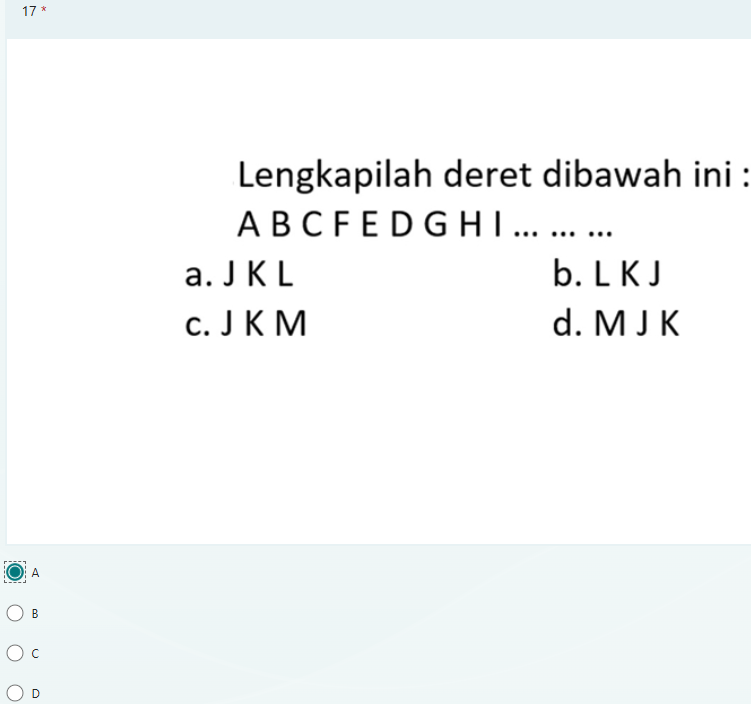 17 *
Lengkapilah deret dibawah ini :
A B C F E D G H I ... ... ...
a. J K L b. L K J
c. J K M d. M J K
A
B
C
D